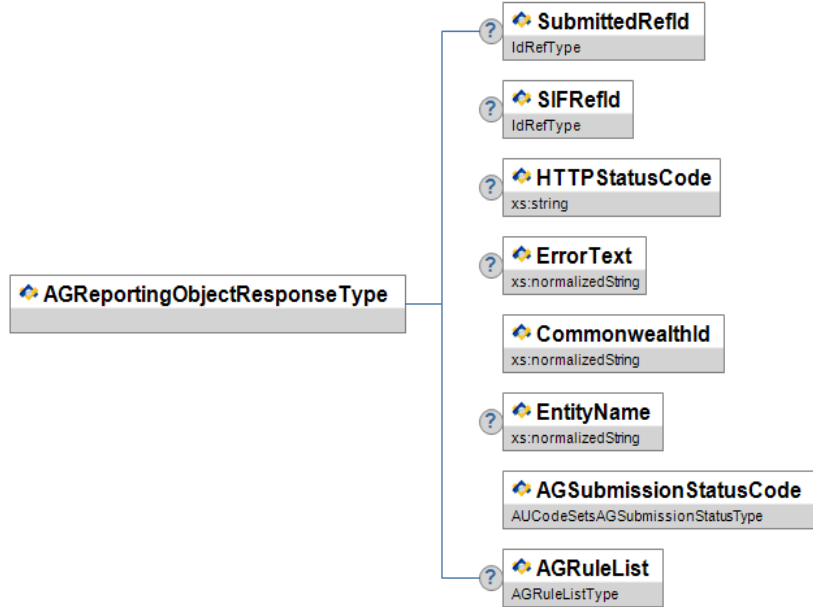 ?
SubmittedRefId
IdRefType
?
SIFRefId
IdRefType
?
HTTPStatusCode
xs:string
?
ErrorText
xs:normalizedString
AGReportingObjectResponseType
CommonwealthId
xs:normalizedString
?
EntityName
xs:normalizedString
AGSubmissionStatusCode
AUCodeSetsAGSubmissionStatusType
?
AGRuleList
AGRuleListType